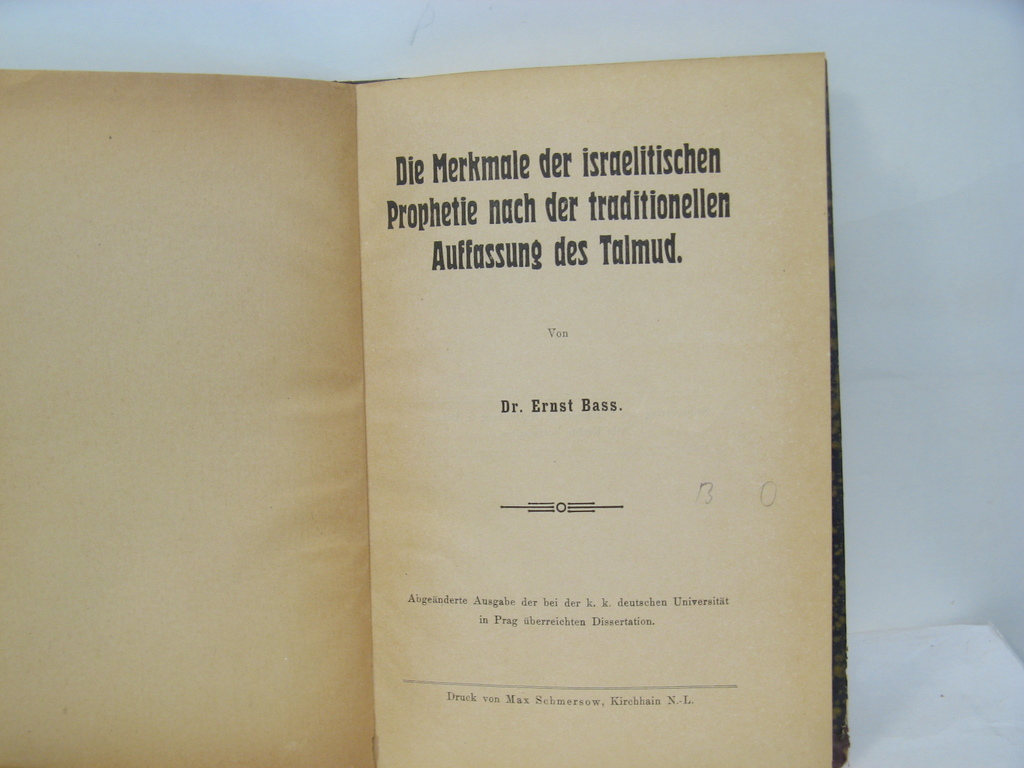 Die Merkmale der israelitischen
Prophetie nach der traditionellen
Auffassung des Talmud.
Von
Dr. Ernst Bass.
B O
Abgeänderte Ausgabe der bei der k. k. deutschen Universität
in Prag überreichten Dissertation.
Druck von Max Schmersow, Kirchhain N.-L.